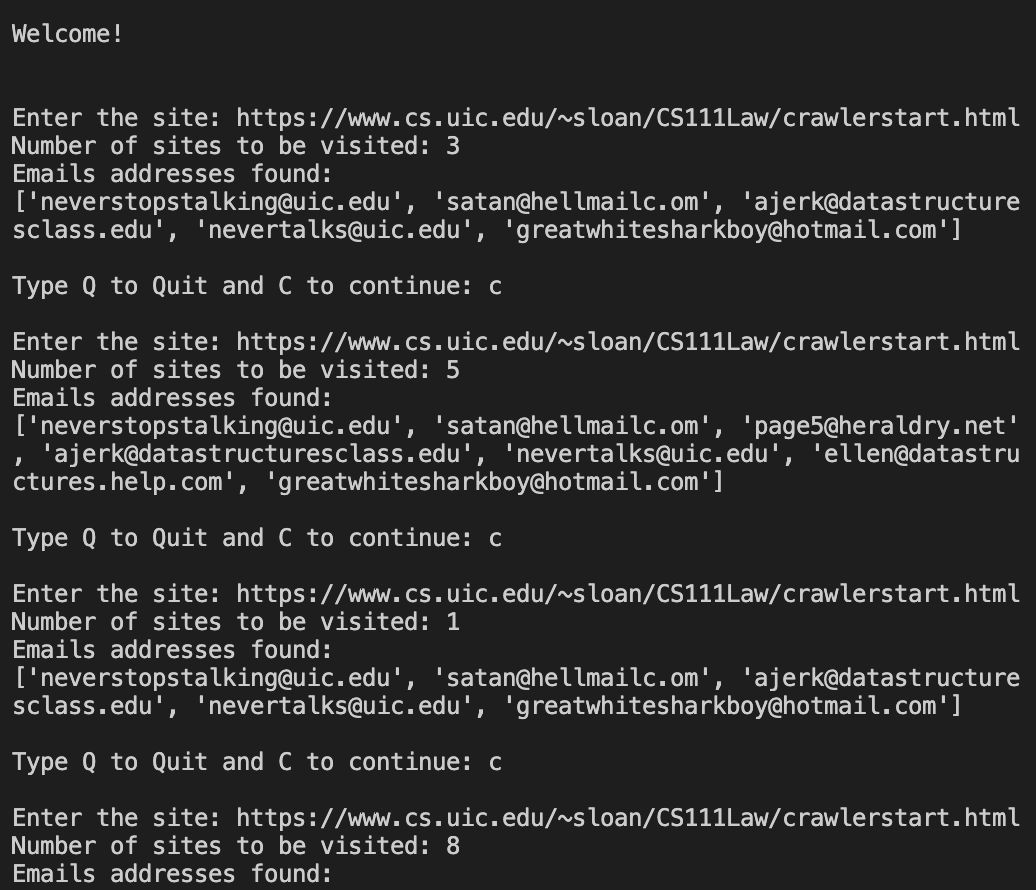 Welcome!
Enter the site: https://www.cs.uic.edu/~sloan/CS111Law/crawlerstart.html
Number of sites to be visited: 3
Emails addresses found:
['neverstopstalking@uic.edu', 'satan@hellmailc.om', 'ajerk@datastructure
sclass.edu', 'nevertalks@uic.edu', 'greatwhitesharkboy@hotmail.com']
Type Q to Quit and C to continue: c
Enter the site: https://www.cs.uic.edu/~sloan/CS111Law/crawlerstart.html
Number of sites to be visited: 5
Emails addresses found:
['neverstopstalking@uic.edu', 'satan@hellmailc.om', 'page5@heraldry.net'
, 'ajerk@datastructuresclass.edu', 'nevertalks@uic.edu', 'ellen@datastru
ctures.help.com', 'greatwhitesharkboy@hotmail.com']
Type Q to Quit and C to continue: c
Enter the site: https://www.cs.uic.edu/~sloan/CS111Law/crawlerstart.html
Number of sites to be visited: 1
Emails addresses found:
['neverstopstalking@uic.edu', 'satan@hellmailc.om', 'ajerk@datastructure
sclass.edu', 'nevertalks@uic.edu', 'greatwhitesharkboy@hotmail.com']
Type Q to Quit and C to continue: c
Enter the site: https://www.cs.uic.edu/~sloan/CS111Law/crawlerstart.html
Number of sites to be visited: 8
Emails addresses found: